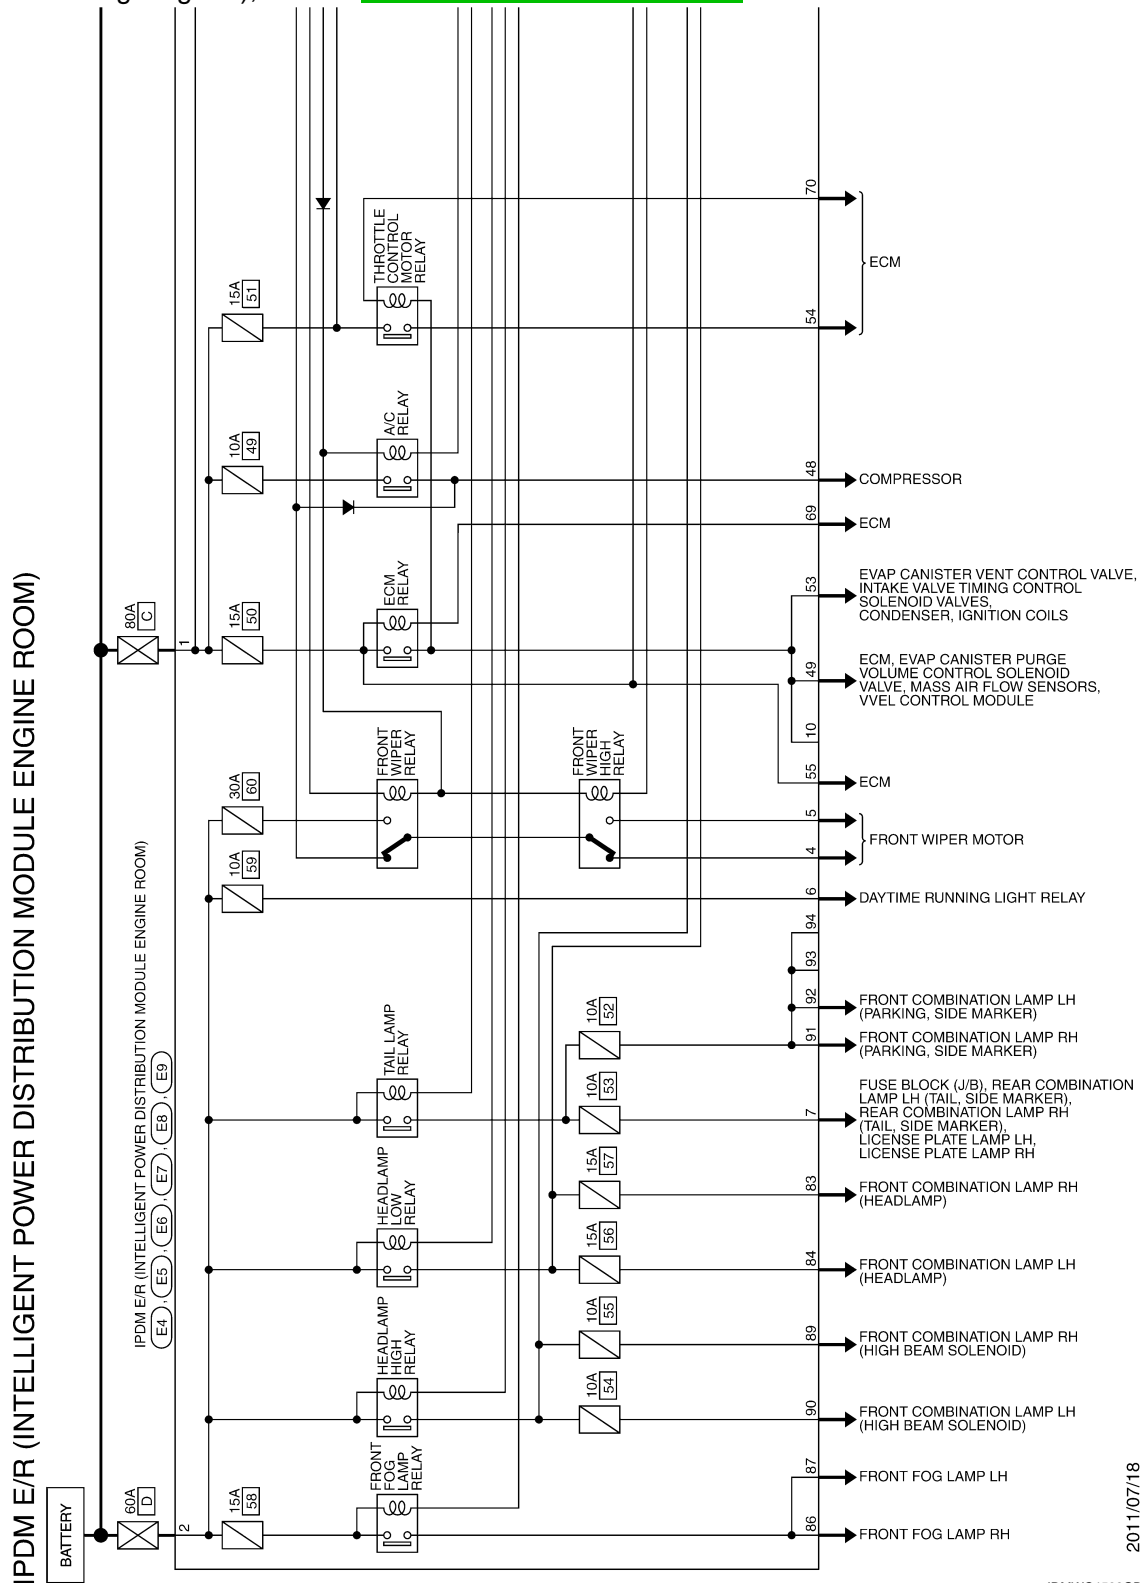 IPDM E/R (INTELLIGENT POWER DISTRIBUTION MODULE ENGINE ROOM)
BATTERY
80A
C
60A
D
IPDM E/R (INTELLIGENT POWER DISTRIBUTION MODULE ENGINE ROOM)
E4 , E5 , E6 , E7 , E8 , E9
1
2
15A
51
10A
49
15A
50
30A
60
10A
59
15A
58
THROTTLE
CONTROL
MOTOR
RELAY
A/C
RELAY
ECM
RELAY
FRONT
WIPER
RELAY
FRONT
WIPER
HIGH
RELAY
TAIL LAMP
RELAY
HEADLAMP
LOW
RELAY
HEADLAMP
HIGH
RELAY
FRONT
FOG
LAMP
RELAY
10A
52
10A
53
15A
57
15A
56
10A
55
10A
54
70
54
ECM
48
COMPRESSOR
69
ECM
53
EVAP CANISTER VENT CONTROL VALVE,
INTAKE VALVE TIMING CONTROL
SOLENOID VALVES,
CONDENSER, IGNITION COILS
49
ECM, EVAP CANISTER PURGE
VOLUME CONTROL SOLENOID
VALVE, MASS AIR FLOW SENSORS,
VVEL CONTROL MODULE
10
55
ECM
5
4
FRONT WIPER MOTOR
6
DAYTIME RUNNING LIGHT RELAY
94
93
92
FRONT COMBINATION LAMP LH
(PARKING, SIDE MARKER)
91
FRONT COMBINATION LAMP RH
(PARKING, SIDE MARKER)
7
FUSE BLOCK (J/B), REAR COMBINATION
LAMP LH (TAIL, SIDE MARKER),
REAR COMBINATION LAMP RH
(TAIL, SIDE MARKER),
LICENSE PLATE LAMP LH,
LICENSE PLATE LAMP RH
83
FRONT COMBINATION LAMP RH
(HEADLAMP)
84
FRONT COMBINATION LAMP LH
(HEADLAMP)
89
FRONT COMBINATION LAMP RH
(HIGH BEAM SOLENOID)
90
FRONT COMBINATION LAMP LH
(HIGH BEAM SOLENOID)
87
FRONT FOG LAMP LH
86
FRONT FOG LAMP RH
2011/07/18